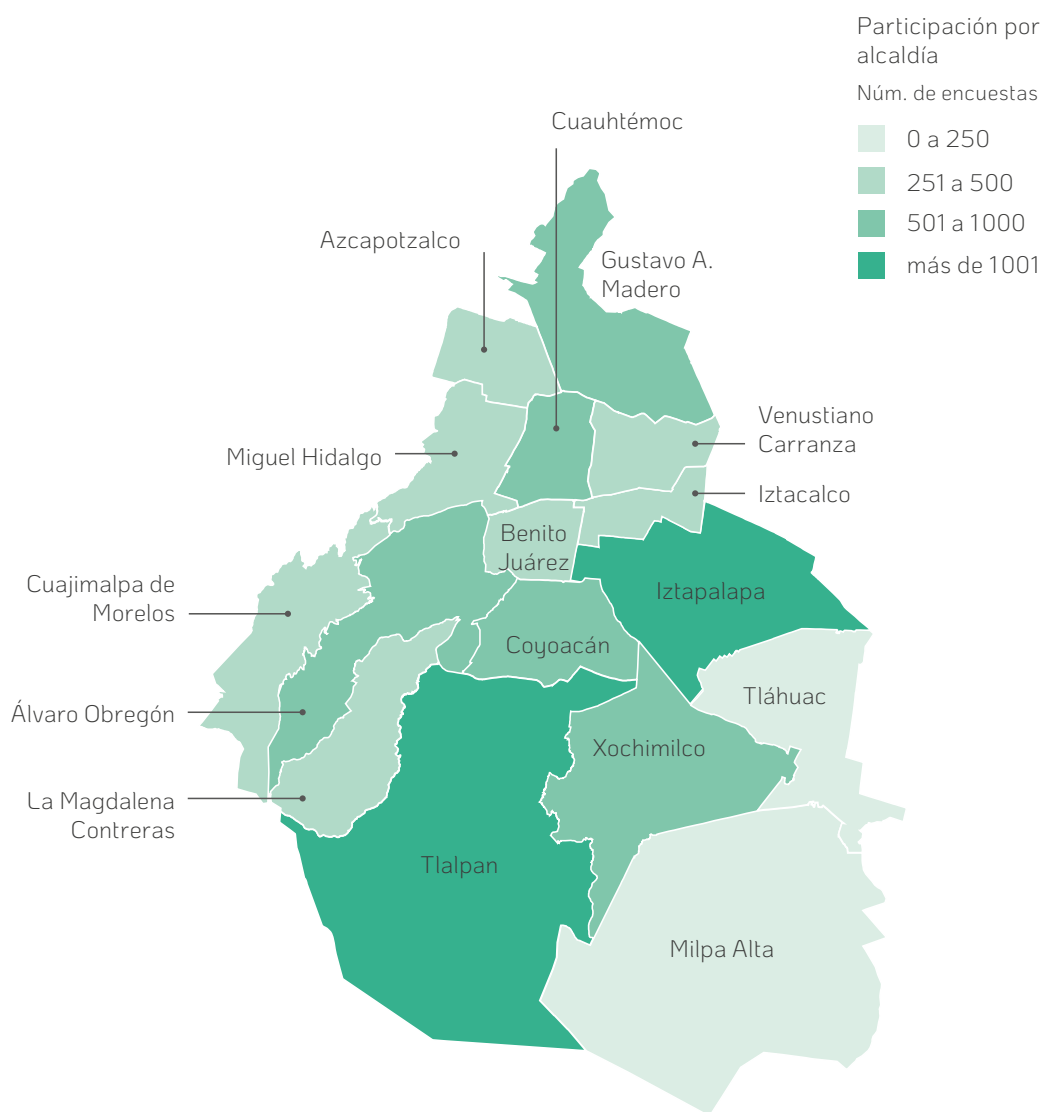 Participación por
alcaldía
Núm. de encuestas
0 a 250
251 a 500
501 a 1000
más de 1001
Cuauhtémoc
Azcapotzalco
Gustavo A.
Madero
Venustiano
Carranza
Miguel Hidalgo
Iztacalco
Benito
Juárez
Cuajimalpa de
Morelos
Iztapalapa
Coyoacán
Tláhuac
Álvaro Obregón
Xochimilco
La Magdalena
Contreras
Tlalpan
Milpa Alta